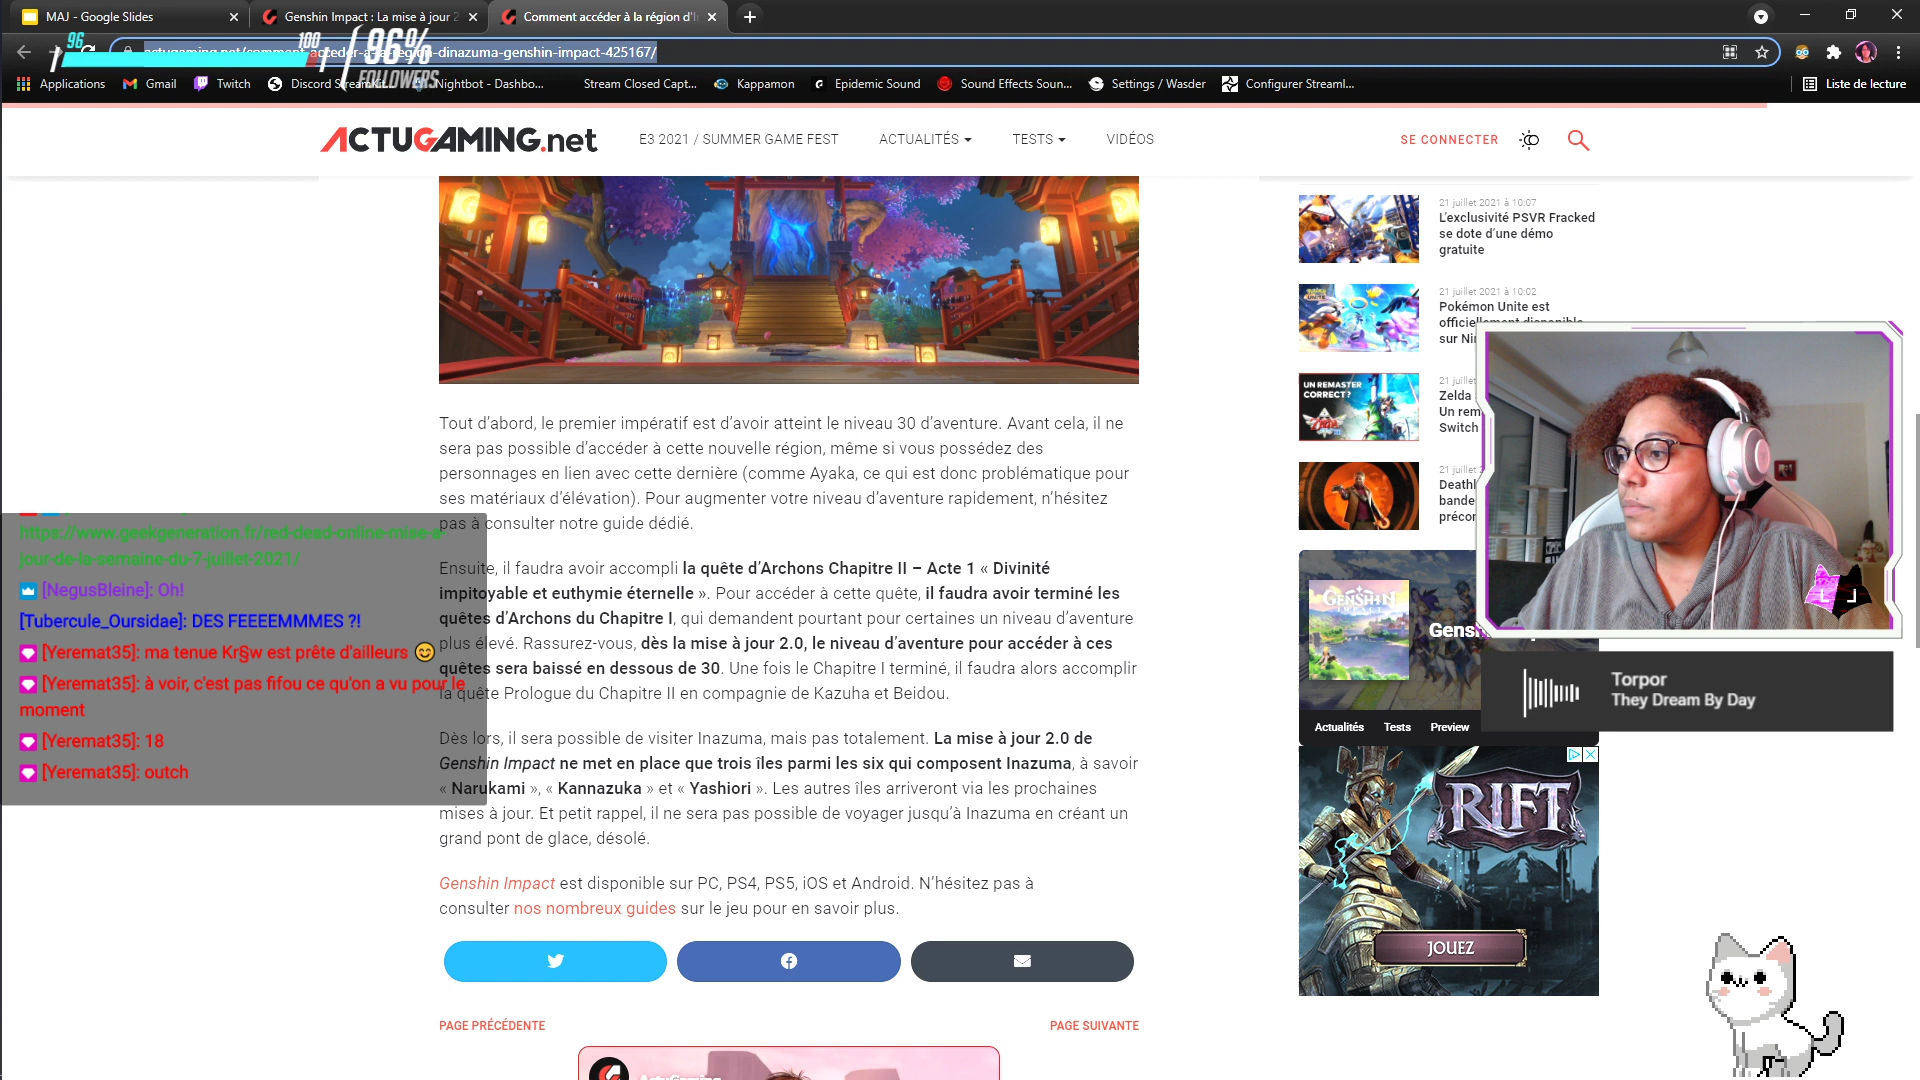 MAJ - Google Slides
Genshin Impact : La mise à jour 2
Comment accéder à la région d'I
96
100
96%
FOLLOWERS
actugaming.net/comment-acceder-a-la-region-dinazuma-genshin-impact-425167/
Applications
Gmail
Twitch
Discord
Nightbot - Dashbo...
Stream Closed Capt...
Kappamon
Epidemic Sound
Sound Effects Soun...
Settings / Wasder
Configurer Streaml...
Liste de lecture
ACTUGAMING.net
E3 2021 / SUMMER GAME FEST
ACTUALITÉS
TESTS
VIDÉOS
SE CONNECTER
21 juillet 2021 à 10:07
L'exclusivité PSVR Fracked
se dote d'une démo
gratuite
21 juillet 2021 à 10:02
Pokémon Unite est
officiellement disponible
sur Ni
UN REMASTER
CORRECT ?
21 juillet
Zelda
Un rem
Switch
21 juillet
Deathl
bande
précor
Tout d'abord, le premier impératif est d'avoir atteint le niveau 30 d'aventure. Avant cela, il ne
sera pas possible d'accéder à cette nouvelle région, même si vous possédez des
personnages en lien avec cette dernière (comme Ayaka, ce qui est donc problématique pour
ses matériaux d'élévation). Pour augmenter votre niveau d'aventure rapidement, n'hésitez
pas à consulter notre guide dédié.
Ensuite, il faudra avoir accompli la quête d'Archons Chapitre II – Acte 1 « Divinité
impitoyable et euthymie éternelle ». Pour accéder à cette quête, il faudra avoir terminé les
quêtes d'Archons du Chapitre I, qui demandent pourtant pour certaines un niveau d'aventure
plus élevé. Rassurez-vous, dès la mise à jour 2.0, le niveau d'aventure pour accéder à ces
quêtes sera baissé en dessous de 30. Une fois le Chapitre I terminé, il faudra alors accomplir
la quête Prologue du Chapitre II en compagnie de Kazuha et Beidou.
Dès lors, il sera possible de visiter Inazuma, mais pas totalement. La mise à jour 2.0 de
Genshin Impact ne met en place que trois îles parmi les six qui composent Inazuma, à savoir
« Narukami », « Kannazuka » et « Yashiori ». Les autres îles arriveront via les prochaines
mises à jour. Et petit rappel, il ne sera pas possible de voyager jusqu'à Inazuma en créant un
grand pont de glace, désolé.
Genshin Impact est disponible sur PC, PS4, PS5, iOS et Android. N'hésitez pas à
consulter nos nombreux guides sur le jeu pour en savoir plus.
PAGE PRÉCÉDENTE
PAGE SUIVANTE
ActuGaming
https://www.geekgeneration.fr/red-dead-online-mise-a-
jour-de-la-semaine-du-7-juillet-2021/
[NegusBleine]: Oh!
[Tubercule_Oursidae]: DES FEEEEMMMES ?!
[Yeremat35]: ma tenue Kr§w est prête d'ailleurs 😊
[Yeremat35]: à voir, c'est pas fifou ce qu'on a vu pour le
moment
[Yeremat35]: 18
[Yeremat35]: outch
GENSHIN
IMPACT
Gens
Actualités
Tests
Preview
Torpor
They Dream By Day
RIFT
JOUEZ